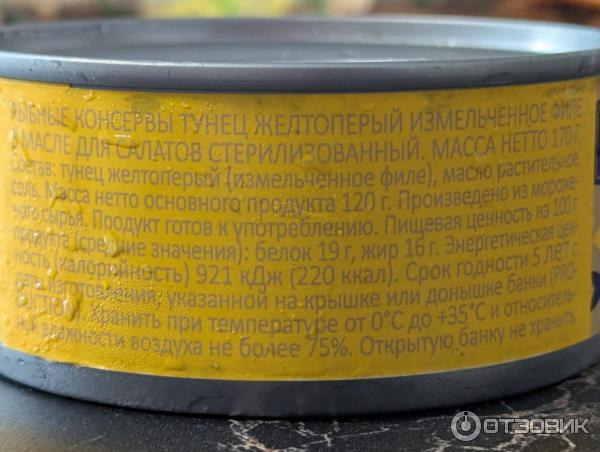 РЫБНЫЕ КОНСЕРВЫ ТУНЕЦ ЖЕЛТОПЕРЫЙ ИЗМЕЛЬЧЕННОЕ ФИЛЕ
В МАСЛЕ ДЛЯ САЛАТОВ СТЕРИЛИЗОВАННЫЙ. МАССА НЕТТО 170 г.
Состав: тунец желтоперый (измельченное филе), масло растительное,
соль. Масса нетто основного продукта 120 г. Произведено из мороже-
ного сырья. Продукт готов к употреблению. Пищевая ценность на 100 г
продукта (средние значения): белок 19 г, жир 16 г. Энергетическая цен-
ность (калорийность) 921 кДж (220 ккал). Срок годности 5 ЛЕТ с
даты изготовления, указанной на крышке или донышке банки (PRO-
DUCTION). Хранить при температуре от 0°C до +35°C и относитель-
ной влажности воздуха не более 75%. Открытую банку не хранить.
ОТЗОВИК